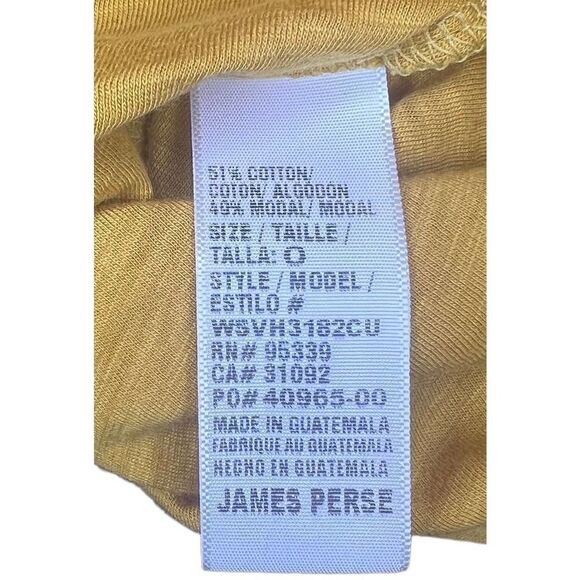 51% COTTON/
COTON/ ALGODON
49% MODAL/ MODAL
SIZE / TAILLE /
TALLA: O
STYLE / MODEL /
ESTILO #
WSVH3182CU
RN# 95339
CA# 31092
PO# 40965-00
MADE IN GUATEMALA
FABRIQUE AU GUATEMALA
HECHO EN GUATEMALA
JAMES PERSE